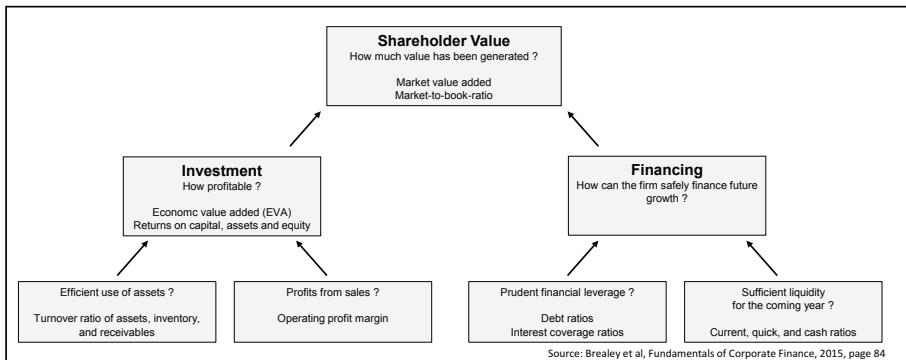 Shareholder Value
How much value has been generated ?
Market value added
Market-to-book-ratio
Investment
How profitable ?
Economc value added (EVA)
Returns on capital, assets and equity
Financing
How can the firm safely finance future
growth ?
Efficient use of assets ?
Turnover ratio of assets, inventory,
and receivables
Profits from sales ?
Operating profit margin
Prudent financial leverage ?
Debt ratios
Interest coverage ratios
Sufficient liquidity
for the coming year ?
Current, quick, and cash ratios
Source: Brealey et al, Fundamentals of Corporate Finance, 2015, page 84